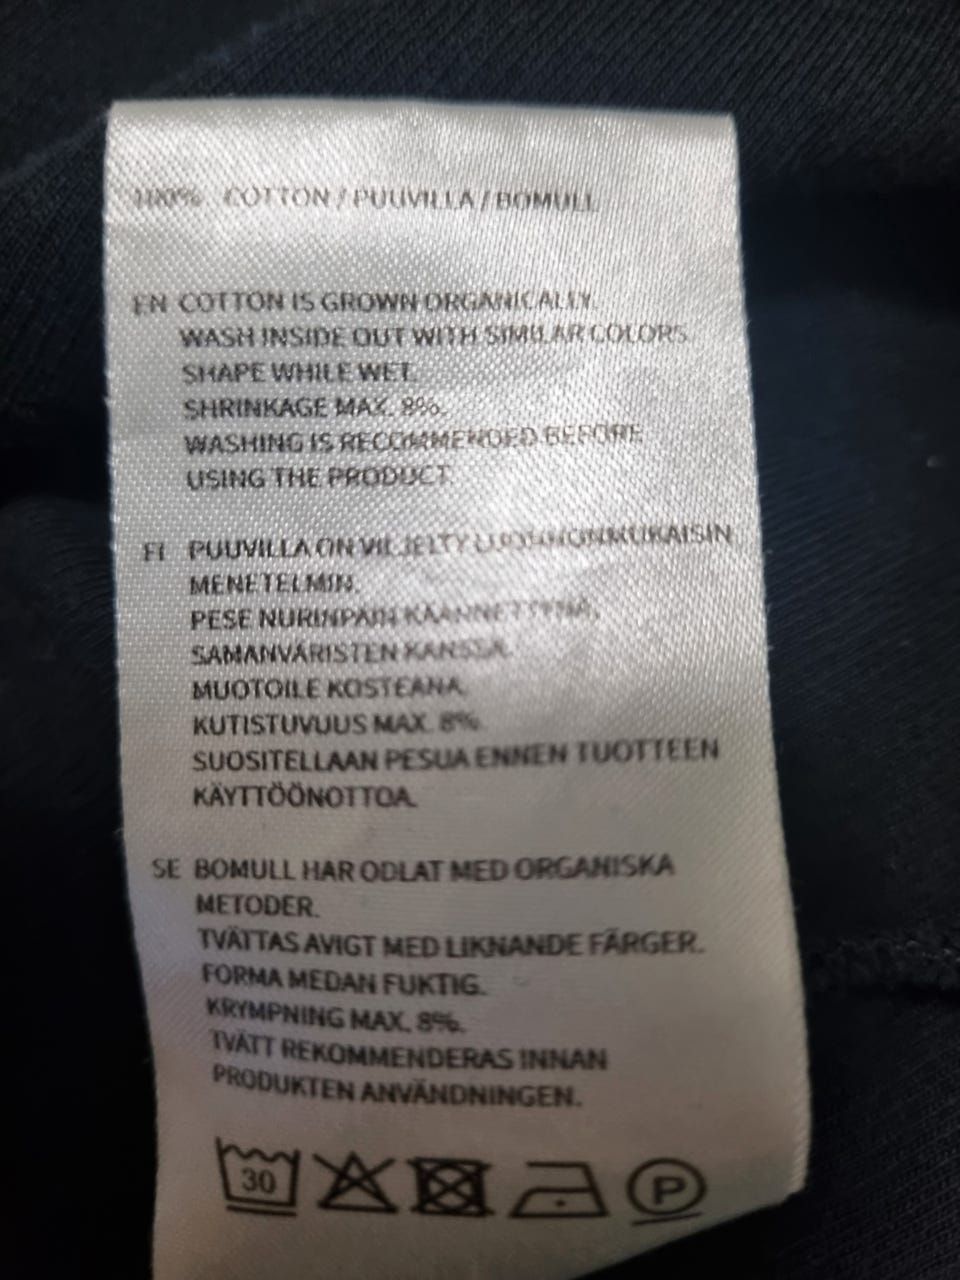 100% COTTON / PUUVILLA / BOMULL
EN COTTON IS GROWN ORGANICALLY.
WASH INSIDE OUT WITH SIMILAR COLORS.
SHAPE WHILE WET.
SHRINKAGE MAX. 8%.
WASHING IS RECOMMENDED BEFORE
USING THE PRODUCT.
FI PUUVILLA ON VILJELTY LUONNONMUKAISIN
MENETELMIN.
PESE NURINPÄIN KÄÄNNETTYNÄ,
SAMANVÄRISTEN KANSSA.
MUOTOILE KOSTEANA.
KUTISTUVUUS MAX. 8%.
SUOSITELLAAN PESUA ENNEN TUOTTEEN
KÄYTTÖÖNOTTOA.
SE BOMULL HAR ODLAT MED ORGANISKA
METODER.
TVÄTTAS AVIGT MED LIKNANDE FÄRGER.
FORMA MEDAN FUKTIG.
KRYMPNING MAX. 8%.
TVÄTT REKOMMENDERAS INNAN
PRODUKTEN ANVÄNDNINGEN.
30 P